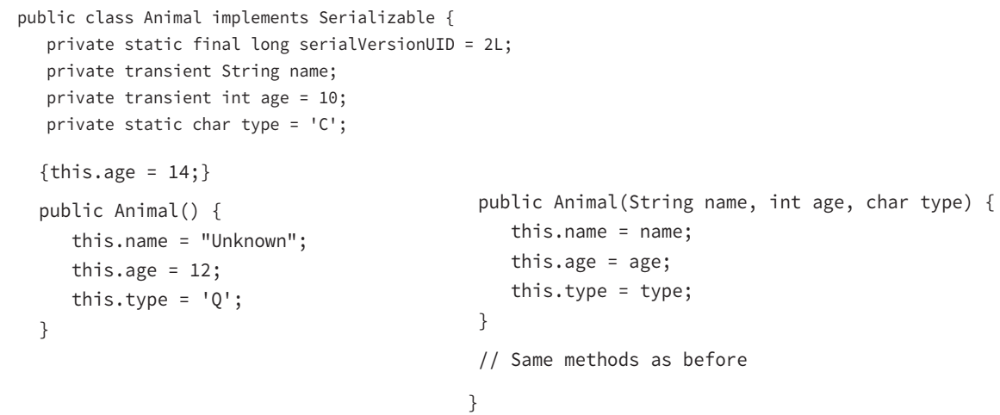 public class Animal implements Serializable {
private static final long serialVersionUID = 2L;
private transient String name;
private transient int age = 10;
private static char type = 'C';
{this.age = 14;}
public Animal() {
this.name = "Unknown";
this.age = 12;
this.type = 'Q';
}
public Animal(String name, int age, char type) {
this.name = name;
this.age = age;
this.type = type;
}
// Same methods as before
}